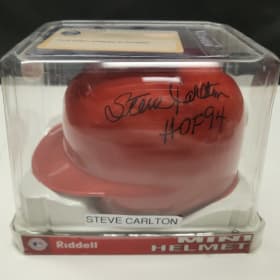 Steve Carlton
HOF 94
STEVE CARLTON
Riddell
MINI
HELMET